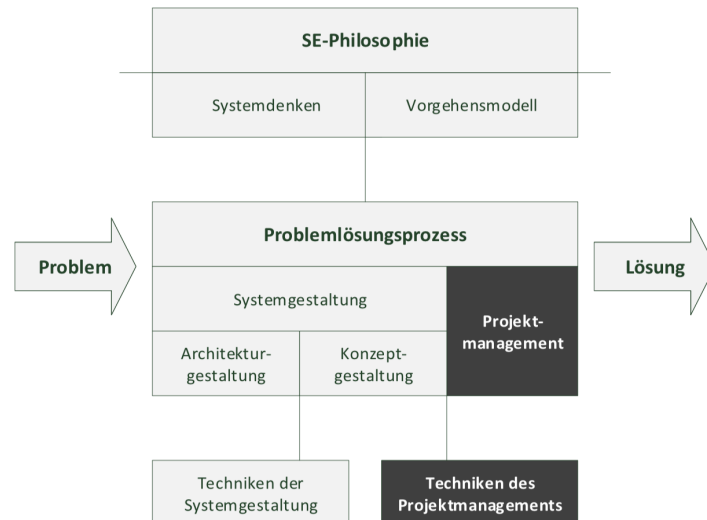 SE-Philosophie
Systemdenken
Vorgehensmodell
Problemlösungsprozess
Problem
Lösung
Systemgestaltung
Projekt-
management
Architektur-
gestaltung
Konzept-
gestaltung
Techniken der
Systemgestaltung
Techniken des
Projektmanagements